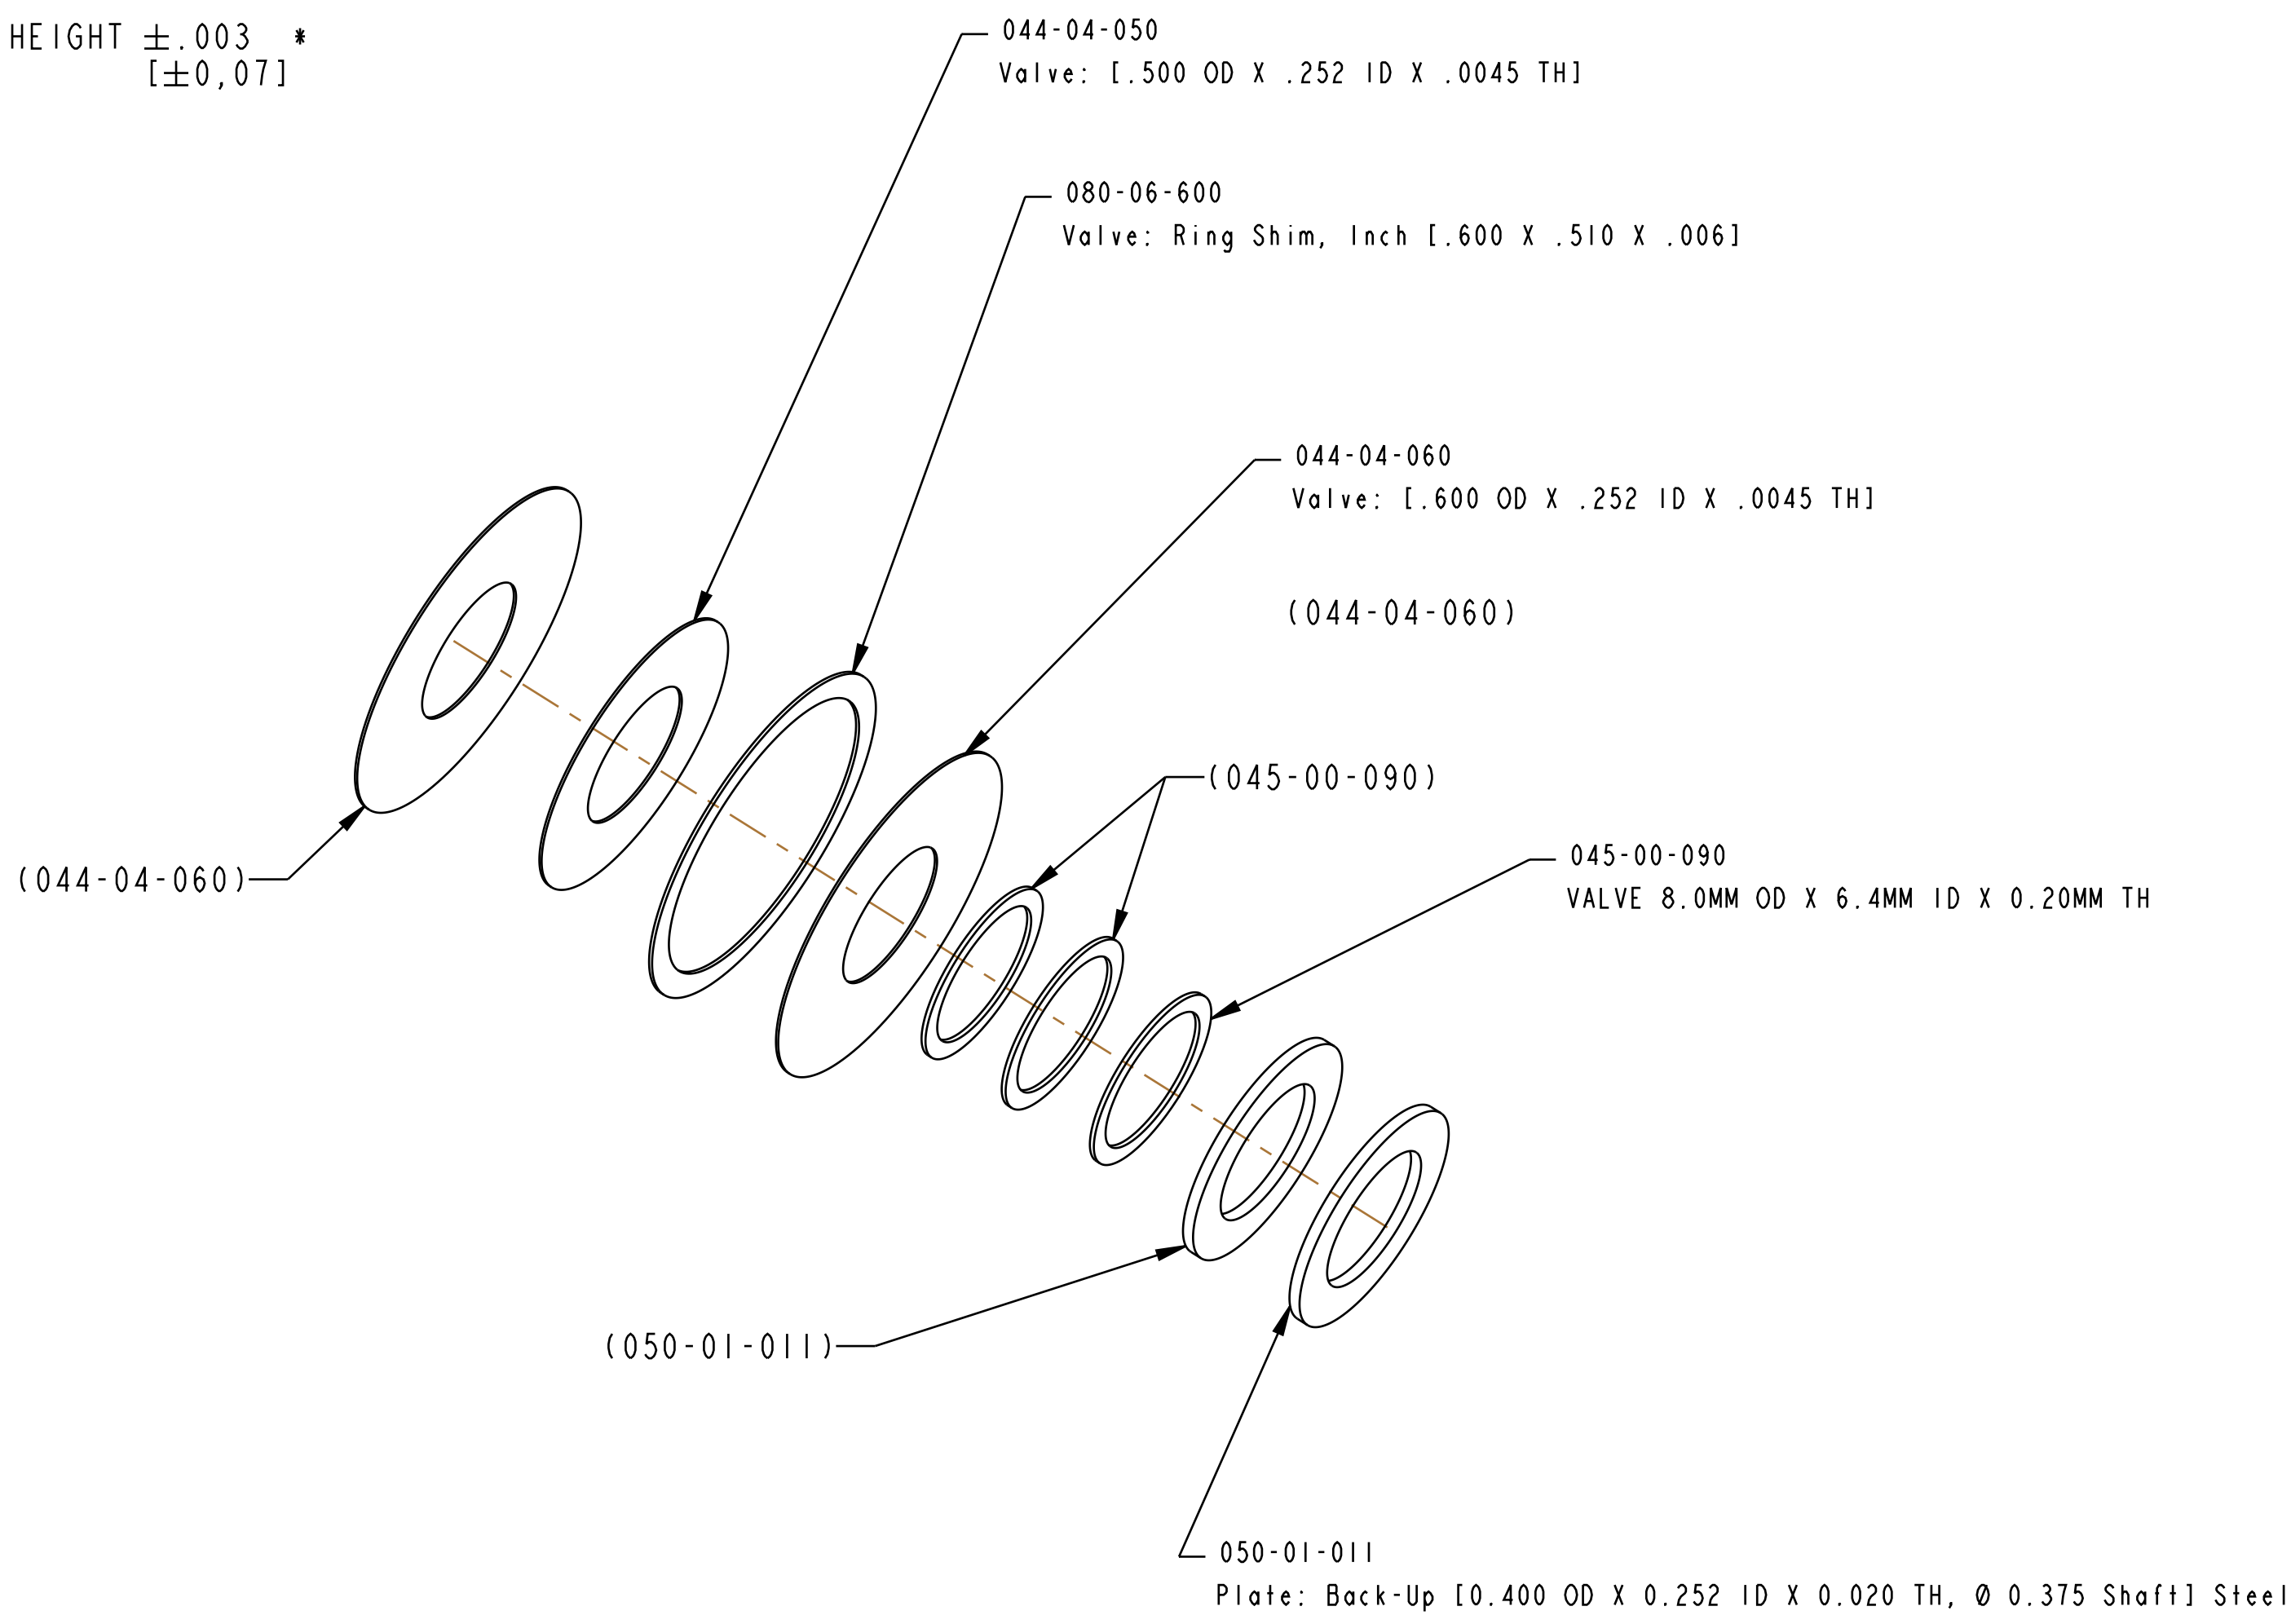 HEIGHT ±.003 *
[±0,07]
044-04-050
Valve: [.500 OD X .252 ID X .0045 TH]
080-06-600
Valve: Ring Shim, Inch [.600 X .510 X .006]
044-04-060
Valve: [.600 OD X .252 ID X .0045 TH]
(044-04-060)
(045-00-090)
045-00-090
VALVE 8.0MM OD X 6.4MM ID X 0.20MM TH
(044-04-060)
(050-01-011)
050-01-011
Plate: Back-Up [0.400 OD X 0.252 ID X 0.020 TH, Ø 0.375 Shaft] Steel